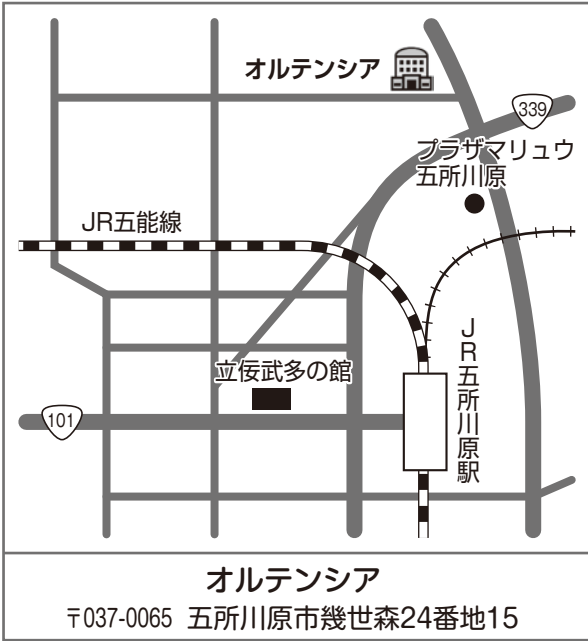 オルテンシア
339
プラザマリュウ
五所川原
JR五能線
JR五所川原駅
立佞武多の館
101
オルテンシア
〒037-0065 五所川原市幾世森24番地15